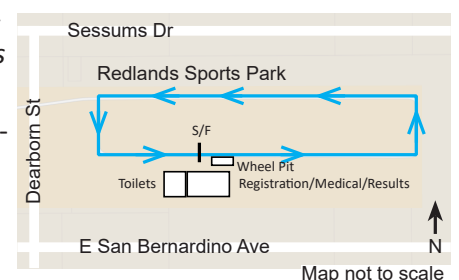 Sessums Dr
Redlands Sports Park
Dearborn St
S/F
Wheel Pit
Toilets
Registration/Medical/Results
E San Bernardino Ave
N
Map not to scale